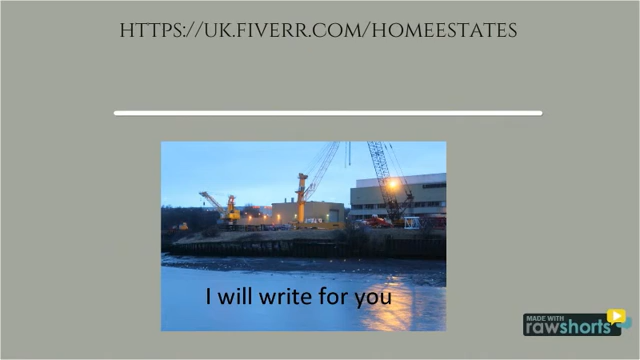 HTTPS://UK.FIVERR.COM/HOMEESTATES
I will write for you
MADE WITH
rawshorts